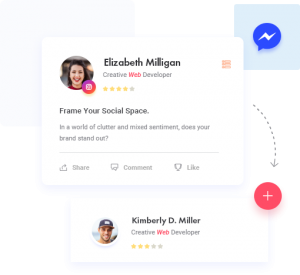 Elizabeth Milligan
Creative Web Developer
Frame Your Social Space.
In a world of clutter and mixed sentiment, does your
brand stand out?
Share Comment Like
Kimberly D. Miller
Creative Web Developer